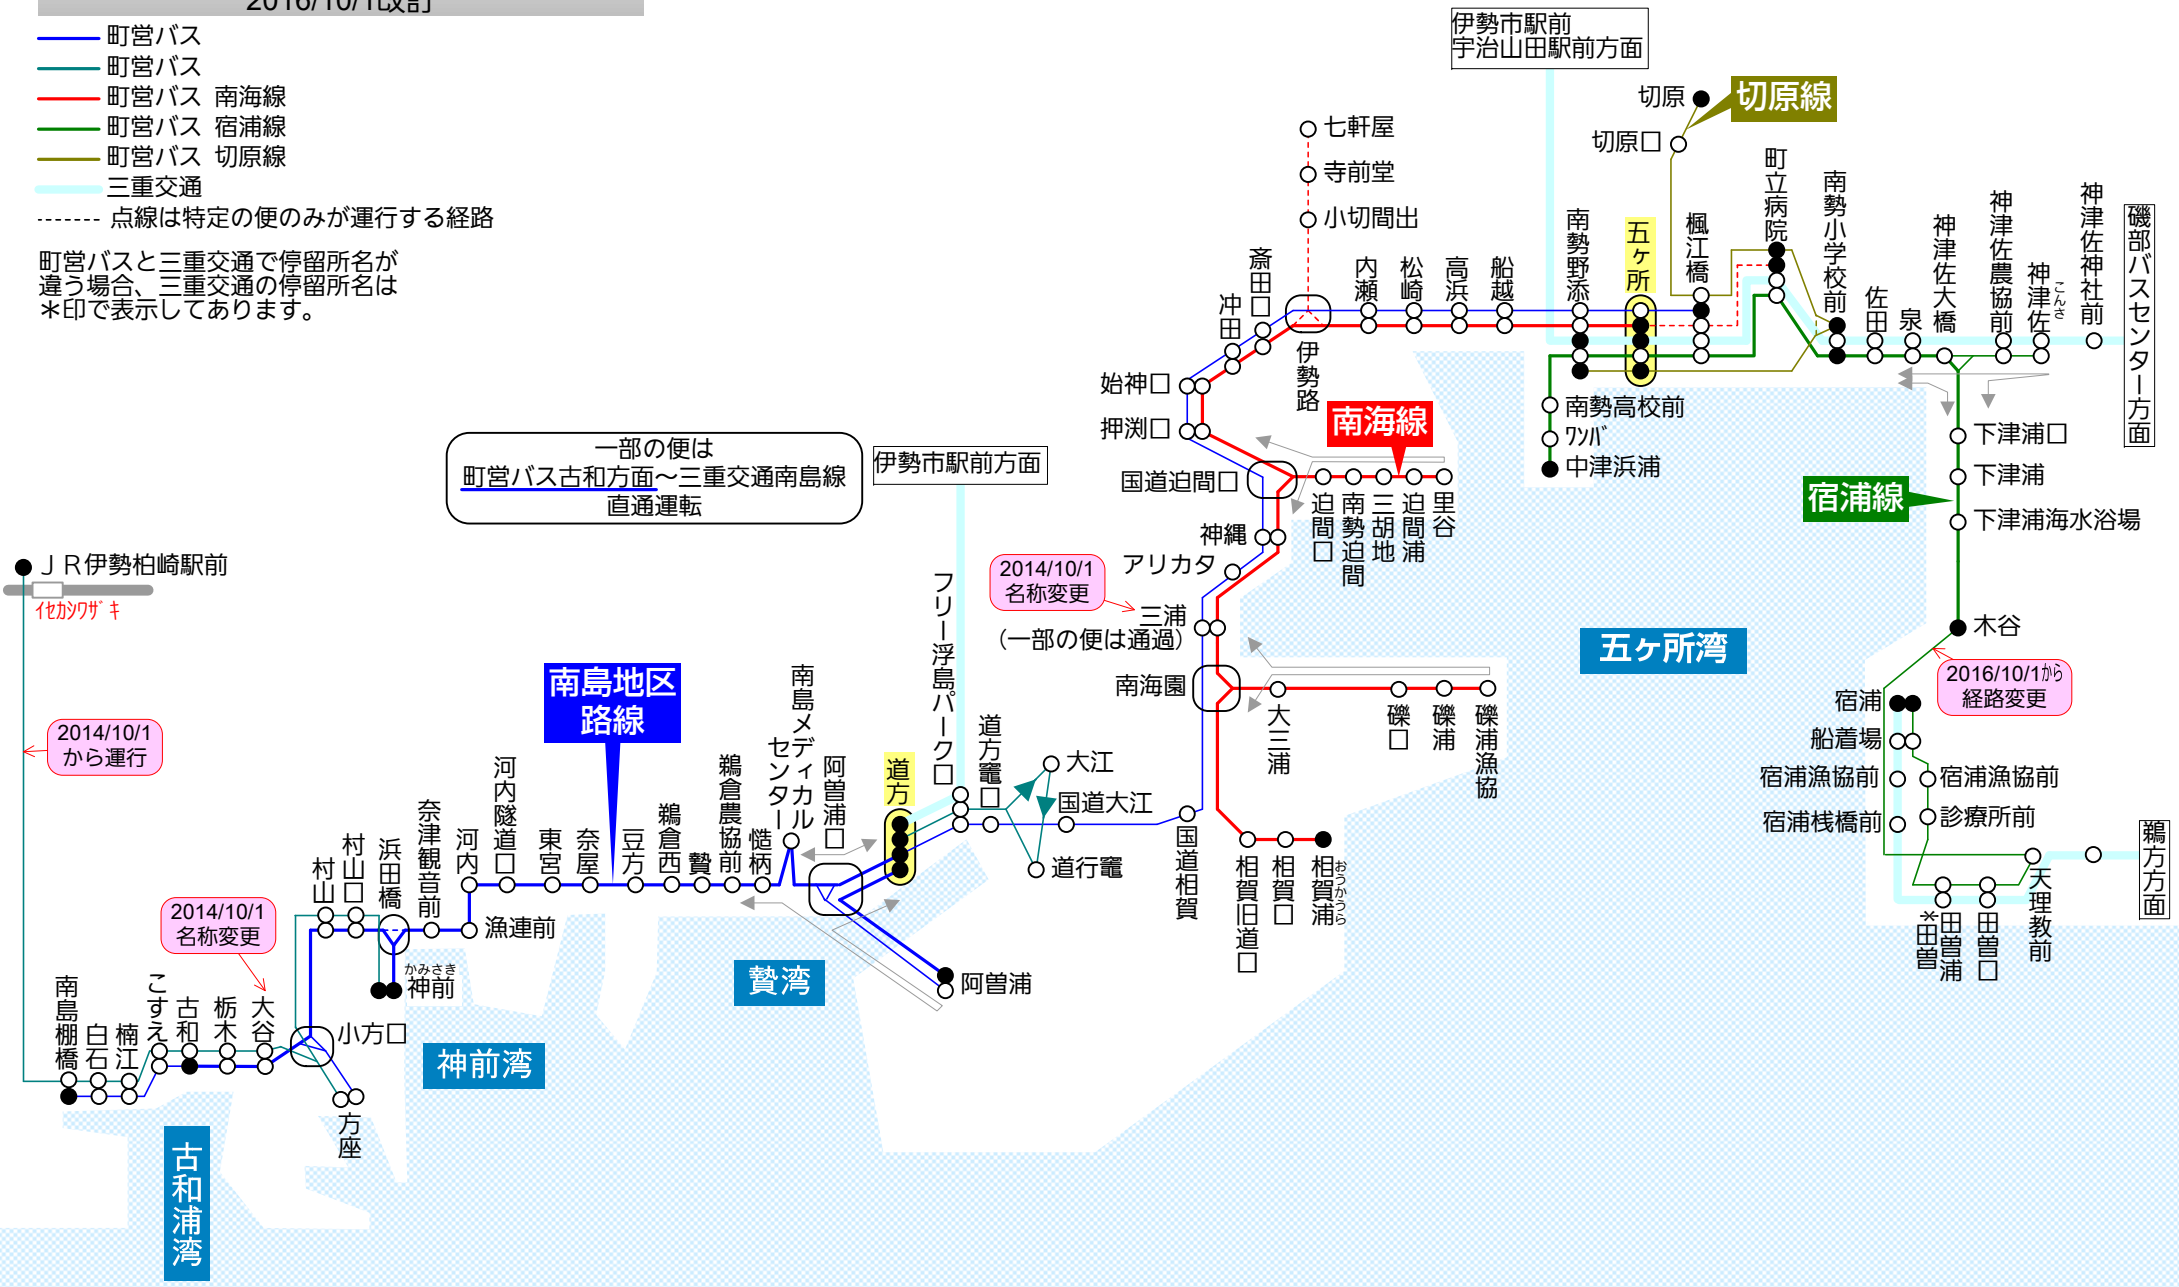 2016/10/1改訂
町営バス
町営バス
町営バス 南海線
町営バス 宿浦線
町営バス 切原線
三重交通
点線は特定の便のみが運行する経路
町営バスと三重交通で停留所名が
違う場合、三重交通の停留所名は
＊印で表示してあります。
伊勢市駅前
宇治山田駅前方面
切原
切原口
切原線
七軒屋
寺前堂
小切間出
斎田口
冲田
始神口
押渕口
伊勢路
内瀬
松崎
高浜
船越
南勢野添
五ヶ所
楓江橋
町立病院
南勢小学校前
佐田
泉
神津佐大橋
神津佐農協前
神津佐
こんさ
神津佐神社前
磯部バスセンター方面
南勢高校前
ﾜﾝﾊﾞ
中津浜浦
下津浦口
下津浦
下津浦海水浴場
宿浦線
木谷
2016/10/1から
経路変更
南海線
国道迫間口
迫間口
南勢迫間
三胡地
迫間浦
里谷
神縄
アリカタ
2014/10/1
名称変更
三浦
（一部の便は通過）
南海園
大三浦
礫口
礫浦
礫浦漁協
五ヶ所湾
宿浦
船着場
宿浦漁協前
宿浦桟橋前
宿浦漁協前
診療所前
＊田曽
田曽浦
田曽口
天理教前
鵜方方面
一部の便は
町営バス古和方面～三重交通南島線
直通運転
伊勢市駅前方面
ＪＲ伊勢柏崎駅前
ｲｾｶｼﾜｻﾞｷ
2014/10/1
から運行
南島地区
路線
フリー浮島パーク口
道方竈口
大江
国道大江
道行竈
国道相賀
相賀旧道口
相賀口
相賀浦
おうかうら
道方
阿曽浦口
南島メディカル
センター
慥柄
鵜倉農協前
贄
鵜倉西
豆方
奈屋
東宮
河内隧道口
河内
漁連前
奈津観音前
浜田橋
村山口
村山
かみさき
神前
阿曽浦
贄湾
神前湾
2014/10/1
名称変更
南島棚橋
白石
楠江
こすえ
古和
栃木
大谷
小方口
方座
古和浦湾